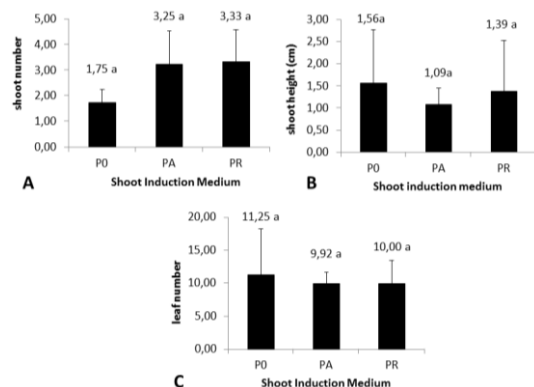 5,00
4,00
3,00
2,00
1,00
0,00
shoot number
1,75 a
3,25 a
3,33 a
P0
PA
PR
Shoot Induction Medium
A
3,00
2,50
2,00
1,50
1,00
0,50
0,00
shoot height (cm)
1,56a
1,09a
1,39 a
P0
PA
PR
Shoot induction medium
B
20,00
15,00
10,00
5,00
0,00
leaf number
11,25 a
9,92 a
10,00 a
P0
PA
PR
Shoot Induction Medium
C